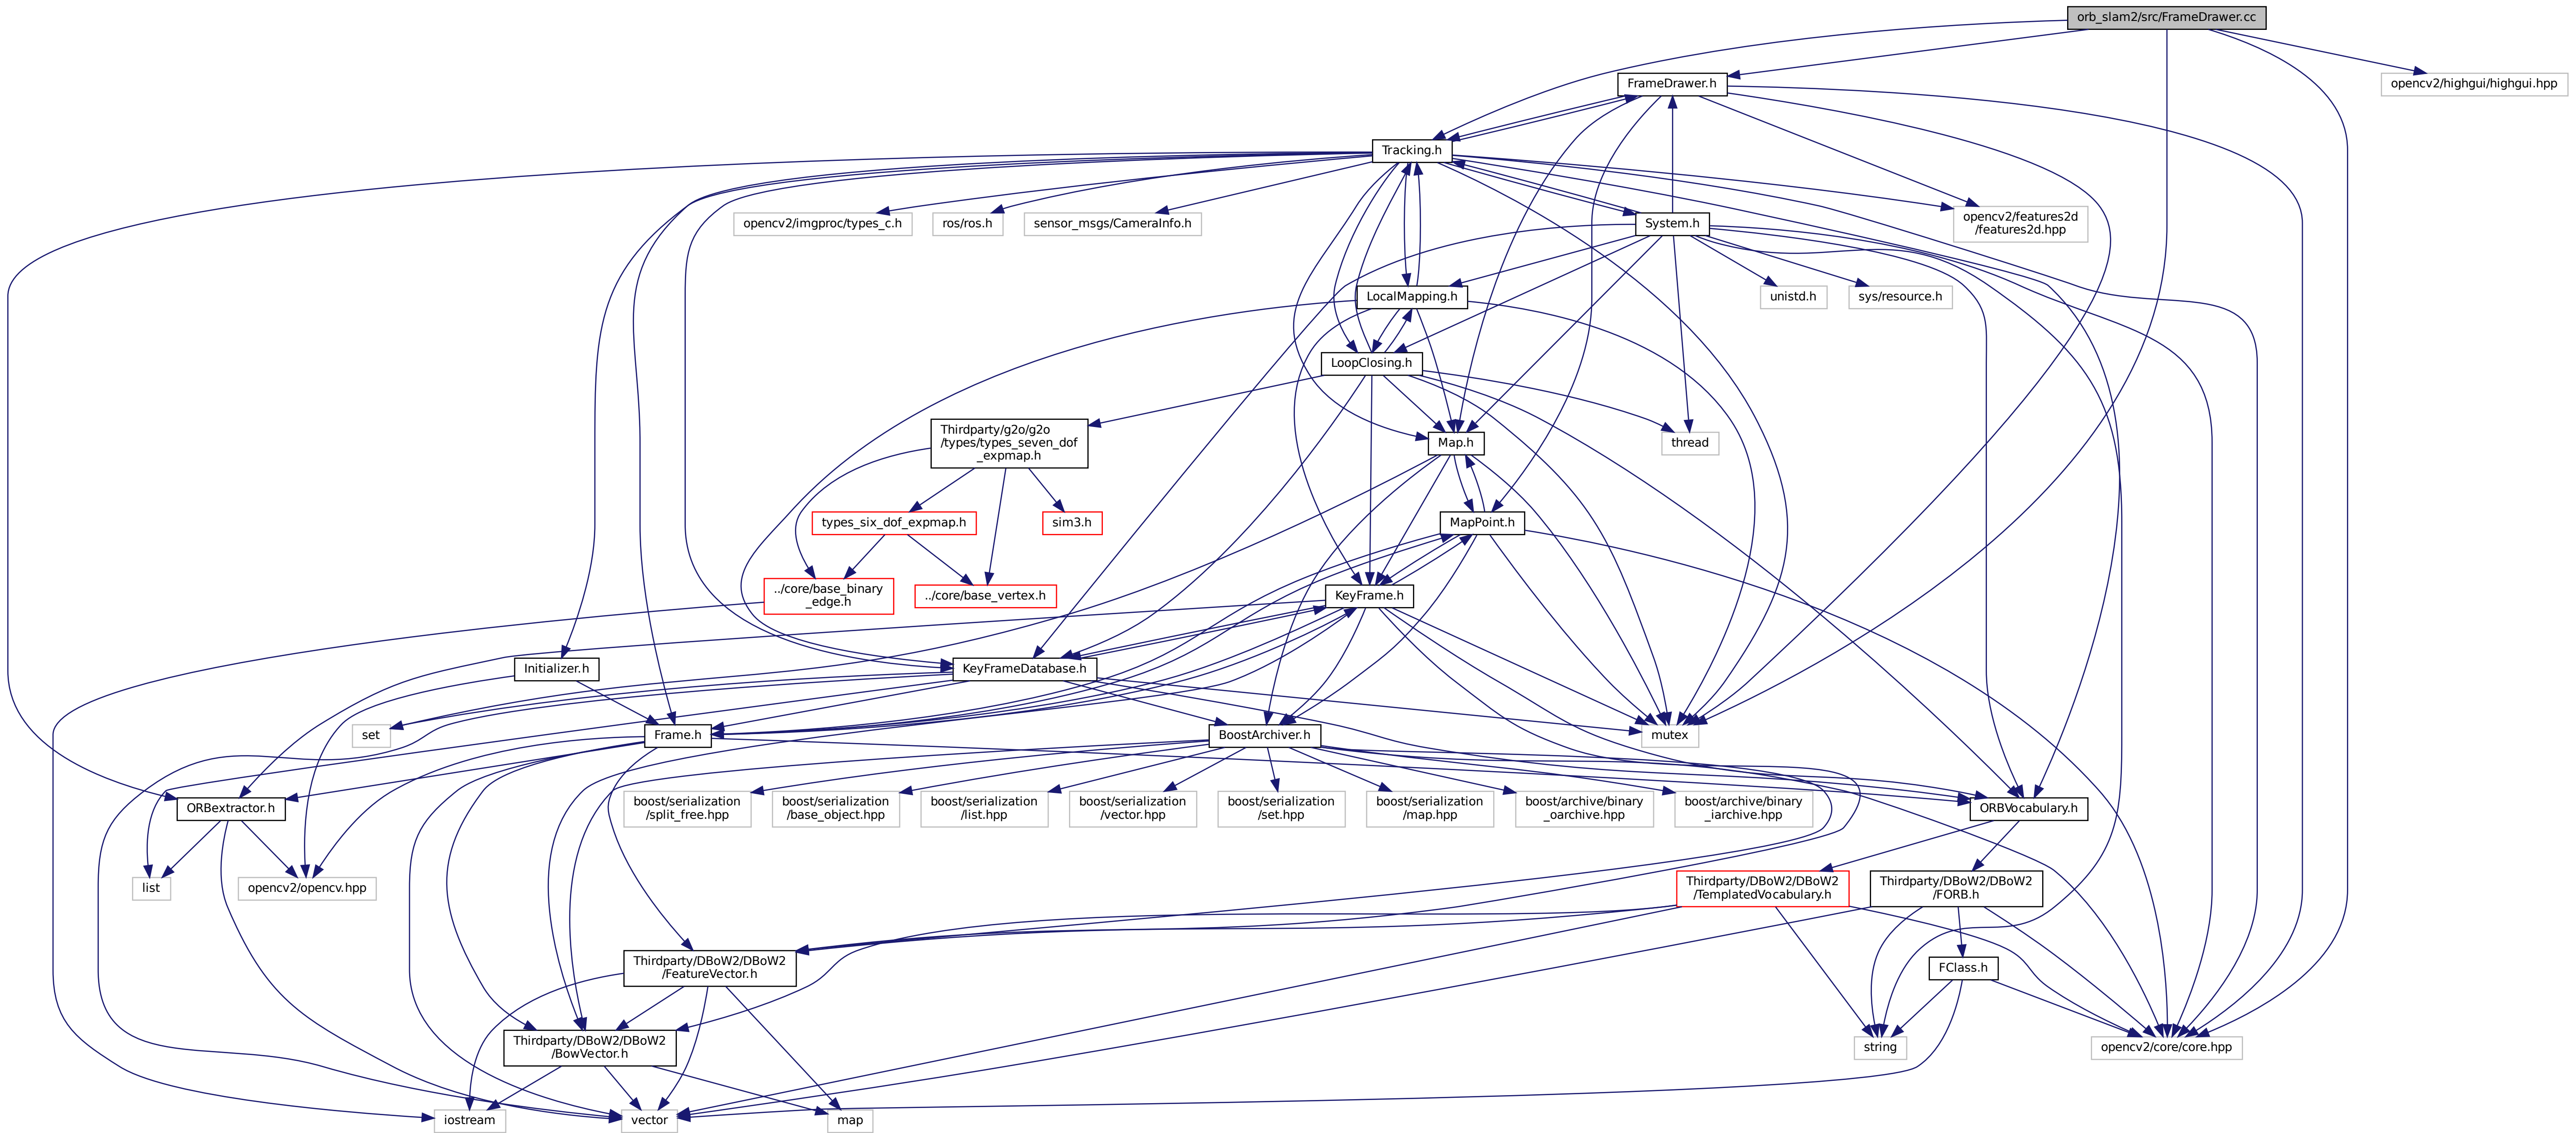 orb_slam2/src/FrameDrawer.cc
FrameDrawer.h
opencv2/highgui/highgui.hpp
Tracking.h
opencv2/imgproc/types_c.h
ros/ros.h
sensor_msgs/CameraInfo.h
System.h
opencv2/features2d
/features2d.hpp
LocalMapping.h
unistd.h
sys/resource.h
LoopClosing.h
Thirdparty/g2o/g2o
/types/types_seven_dof
_expmap.h
Map.h
thread
types_six_dof_expmap.h
sim3.h
MapPoint.h
../core/base_binary
_edge.h
../core/base_vertex.h
KeyFrame.h
Initializer.h
KeyFrameDatabase.h
set
Frame.h
BoostArchiver.h
mutex
ORBextractor.h
boost/serialization
/split_free.hpp
boost/serialization
/base_object.hpp
boost/serialization
/list.hpp
boost/serialization
/vector.hpp
boost/serialization
/set.hpp
boost/serialization
/map.hpp
boost/archive/binary
_oarchive.hpp
boost/archive/binary
_iarchive.hpp
ORBVocabulary.h
list
opencv2/opencv.hpp
Thirdparty/DBoW2/DBoW2
/TemplatedVocabulary.h
Thirdparty/DBoW2/DBoW2
/FORB.h
Thirdparty/DBoW2/DBoW2
/FeatureVector.h
FClass.h
Thirdparty/DBoW2/DBoW2
/BowVector.h
string
opencv2/core/core.hpp
iostream
vector
map